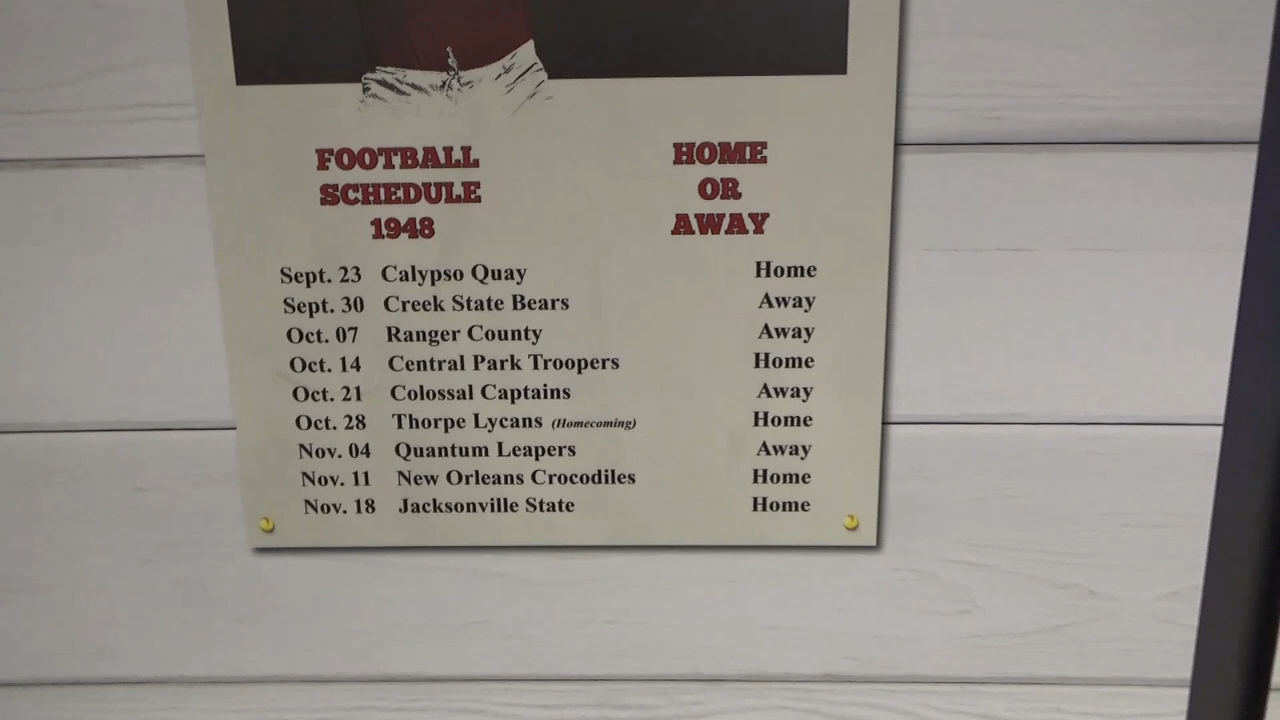 FOOTBALL
SCHEDULE
1948
HOME
OR
AWAY
Sept. 23 Calypso Quay Home
Sept. 30 Creek State Bears Away
Oct. 07 Ranger County Away
Oct. 14 Central Park Troopers Home
Oct. 21 Colossal Captains Away
Oct. 28 Thorpe Lycans (Homecoming) Home
Nov. 04 Quantum Leapers Away
Nov. 11 New Orleans Crocodiles Home
Nov. 18 Jacksonville State Home